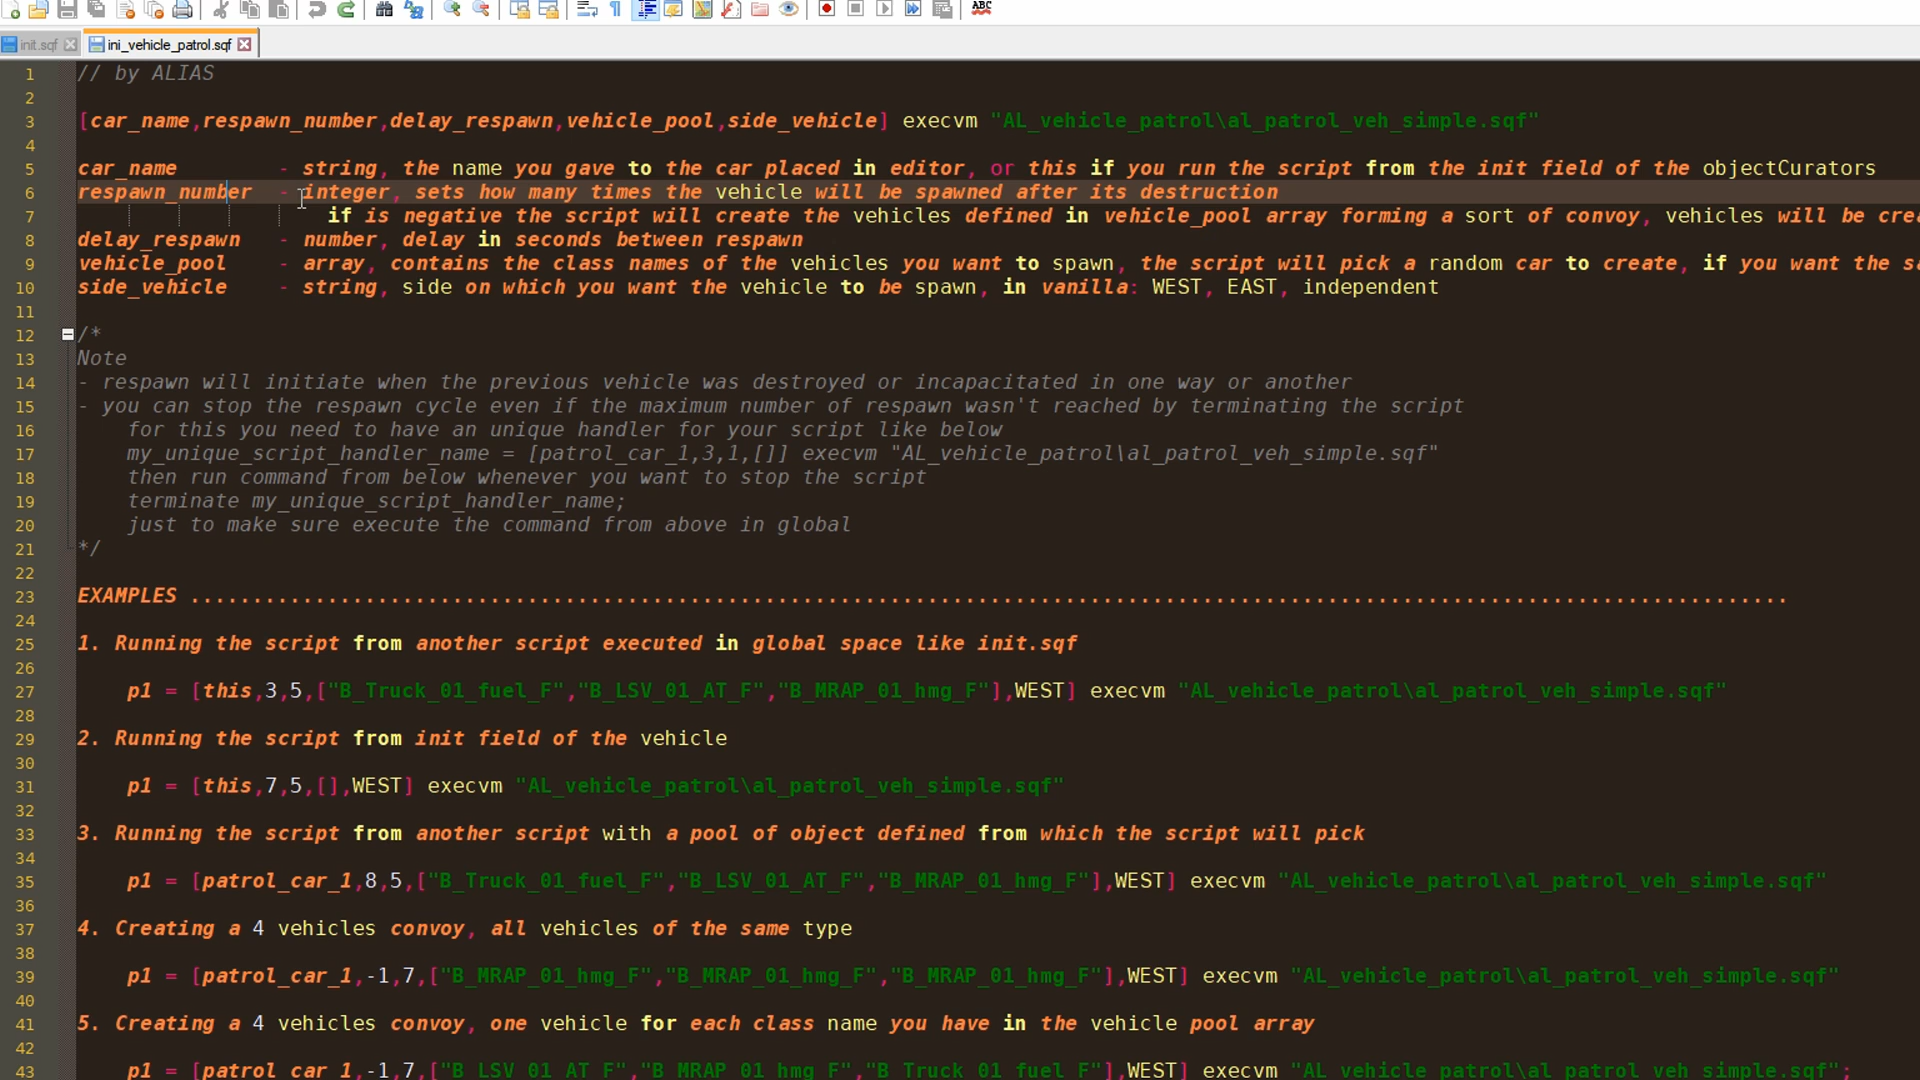 ABC
init.sqf
ini_vehicle_patrol.sqf
1 // by ALIAS
2
3 [car_name,respawn_number,delay_respawn,vehicle_pool,side_vehicle] execvm "AL_vehicle_patrol\al_patrol_veh_simple.sqf"
4
5 car_name - string, the name you gave to the car placed in editor, or this if you run the script from the init field of the objectCurators
6 respawn_number - integer, sets how many times the vehicle will be spawned after its destruction
7 if is negative the script will create the vehicles defined in vehicle_pool array forming a sort of convoy, vehicles will be
8 delay_respawn - number, delay in seconds between respawn
9 vehicle_pool - array, contains the class names of the vehicles you want to spawn, the script will pick a random car to create, if you want the
10 side_vehicle - string, side on which you want the vehicle to be spawn, in vanilla: WEST, EAST, independent
11
12 /*
13 Note
14 - respawn will initiate when the previous vehicle was destroyed or incapacitated in one way or another
15 - you can stop the respawn cycle even if the maximum number of respawn wasn't reached by terminating the script
16 for this you need to have an unique handler for your script like below
17 my_unique_script_handler_name = [patrol_car_1,3,1,[]] execvm "AL_vehicle_patrol\al_patrol_veh_simple.sqf"
18 then run command from below whenever you want to stop the script
19 terminate my_unique_script_handler_name;
20 just to make sure execute the command from above in global
21 */
22
23 EXAMPLES ................................................................................................................................
24
25 1. Running the script from another script executed in global space like init.sqf
26
27 p1 = [this,3,5,["B_Truck_01_fuel_F","B_LSV_01_AT_F","B_MRAP_01_hmg_F"],WEST] execvm "AL_vehicle_patrol\al_patrol_veh_simple.sqf"
28
29 2. Running the script from init field of the vehicle
30
31 p1 = [this,7,5,[],WEST] execvm "AL_vehicle_patrol\al_patrol_veh_simple.sqf"
32
33 3. Running the script from another script with a pool of object defined from which the script will pick
34
35 p1 = [patrol_car_1,8,5,["B_Truck_01_fuel_F","B_LSV_01_AT_F","B_MRAP_01_hmg_F"],WEST] execvm "AL_vehicle_patrol\al_patrol_veh_simple.sqf"
36
37 4. Creating a 4 vehicles convoy, all vehicles of the same type
38
39 p1 = [patrol_car_1,-1,7,["B_MRAP_01_hmg_F","B_MRAP_01_hmg_F","B_MRAP_01_hmg_F"],WEST] execvm "AL_vehicle_patrol\al_patrol_veh_simple.sqf"
40
41 5. Creating a 4 vehicles convoy, one vehicle for each class name you have in the vehicle pool array
42
43 p1 = [patrol_car_1,-1,7,["B_LSV_01_AT_F","B_MRAP_01_hmg_F","B_Truck_01_fuel_F"],WEST] execvm "AL_vehicle_patrol\al_patrol_veh_simple.sqf";